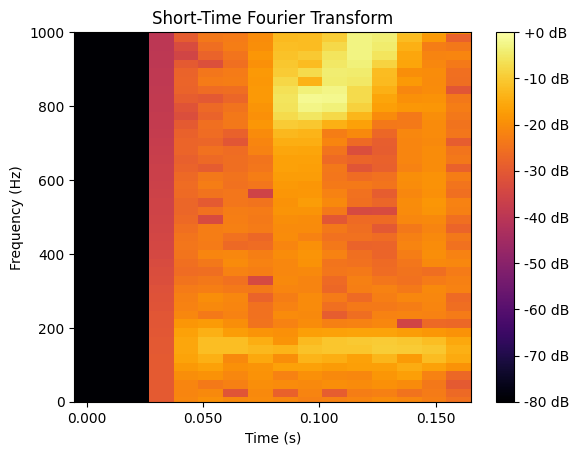 Short-Time Fourier Transform
1000
800
600
400
200
0
Frequency (Hz)
0.000
0.050
0.100
0.150
Time (s)
+0 dB
-10 dB
-20 dB
-30 dB
-40 dB
-50 dB
-60 dB
-70 dB
-80 dB